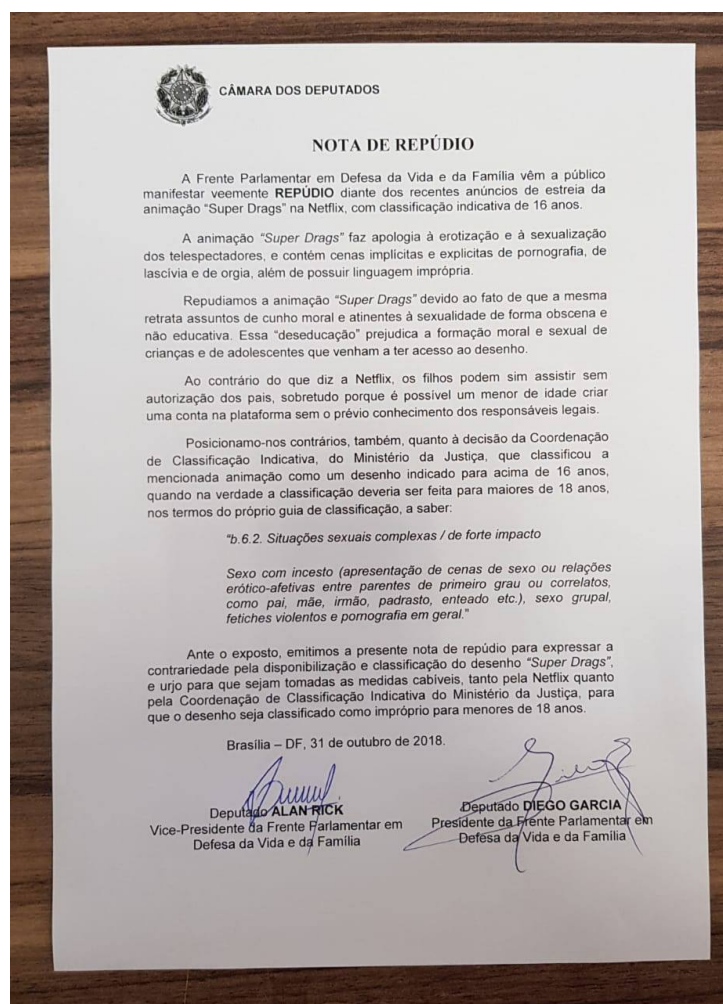 CÂMARA DOS DEPUTADOS
NOTA DE REPÚDIO
A Frente Parlamentar em Defesa da Vida e da Família vêm a público
manifestar veemente REPÚDIO diante dos recentes anúncios de estreia da
animação “Super Drags” na Netflix, com classificação indicativa de 16 anos.
A animação “Super Drags” faz apologia à erotização e à sexualização
dos telespectadores, e contém cenas implicitas e explicitas de pornografia, de
lascívia e de orgia, além de possuir linguagem imprópria.
Repudiamos a animação “Super Drags” devido ao fato de que a mesma
retrata assuntos de cunho moral e atinentes à sexualidade de forma obscena e
não educativa. Essa “deseducação” prejudica a formação moral e sexual de
crianças e de adolescentes que venham a ter acesso ao desenho.
Ao contrário do que diz a Netflix, os filhos podem sim assistir sem
autorização dos pais, sobretudo porque é possível um menor de idade criar
uma conta na plataforma sem o prévio conhecimento dos responsáveis legais.
Posicionamo-nos contrários, também, quanto à decisão da Coordenação
de Classificação Indicativa, do Ministério da Justiça, que classificou a
mencionada animação como um desenho indicado para acima de 16 anos,
quando na verdade a classificação deveria ser feita para maiores de 18 anos,
nos termos do próprio guia de classificação, a saber:
“b.6.2. Situações sexuais complexas / de forte impacto
Sexo com incesto (apresentação de cenas de sexo ou relações
erótico-afetivas entre parentes de primeiro grau ou correlatos,
como pai, mãe, irmão, padrasto, enteado etc.), sexo grupal,
fetiches violentos e pornografia em geral.”
Ante o exposto, emitimos a presente nota de repúdio para expressar a
contrariedade pela disponibilização e classificação do desenho “Super Drags”,
e urjo para que sejam tomadas as medidas cabíveis, tanto pela Netflix quanto
pela Coordenação de Classificação Indicativa do Ministério da Justiça, para
que o desenho seja classificado como impróprio para menores de 18 anos.
Brasília – DF, 31 de outubro de 2018.
Deputado ALAN RICK
Vice-Presidente da Frente Parlamentar em
Defesa da Vida e da Família
Deputado DIEGO GARCIA
Presidente da Frente Parlamentar em
Defesa da Vida e da Família